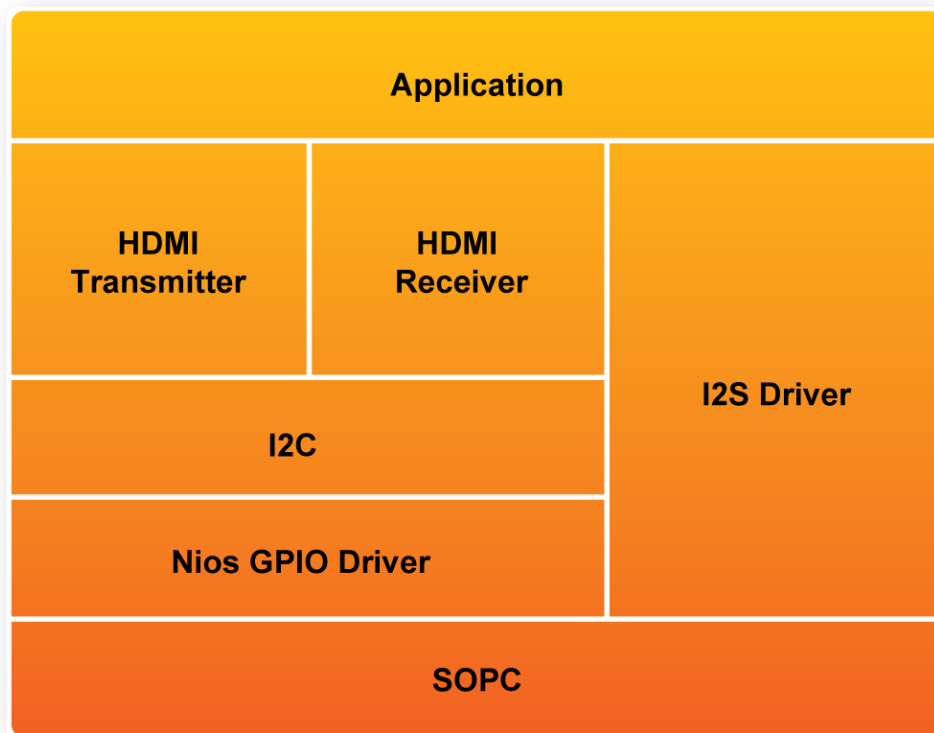 Application
HDMI
Transmitter
HDMI
Receiver
I2S Driver
I2C
Nios GPIO Driver
SOPC